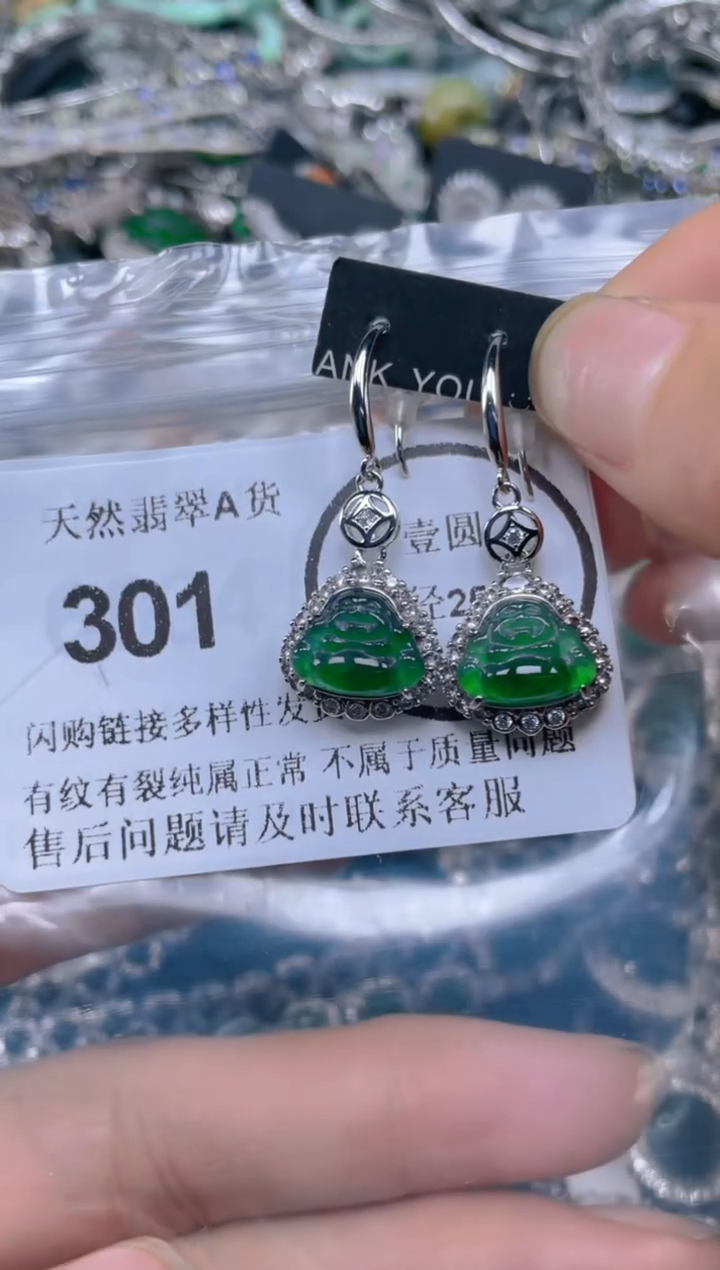 ANK YOU
天然翡翠A货
壹圆
301
径25
闪购链接多样性发货
有纹有裂纯属正常 不属于质量问题
售后问题请及时联系客服